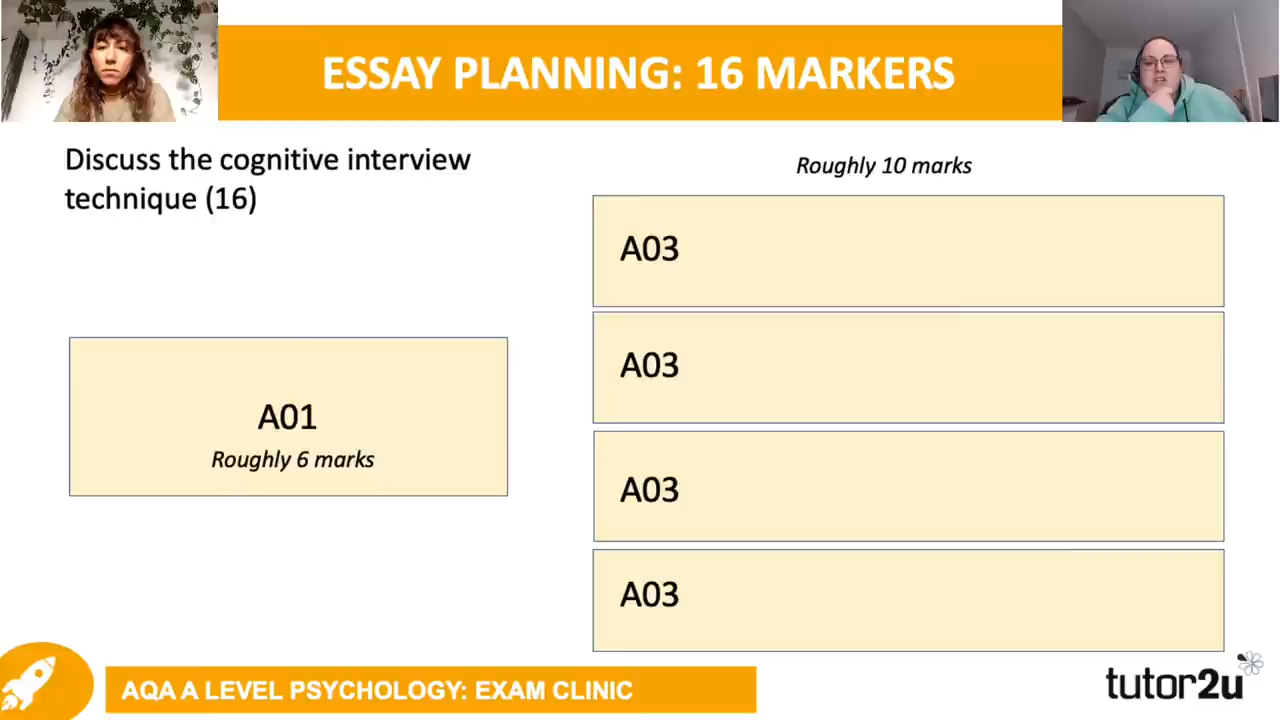 ESSAY PLANNING: 16 MARKERS
Discuss the cognitive interview
technique (16)
A01
Roughly 6 marks
Roughly 10 marks
A03
A03
A03
A03
AQA A LEVEL PSYCHOLOGY: EXAM CLINIC
tutor2u